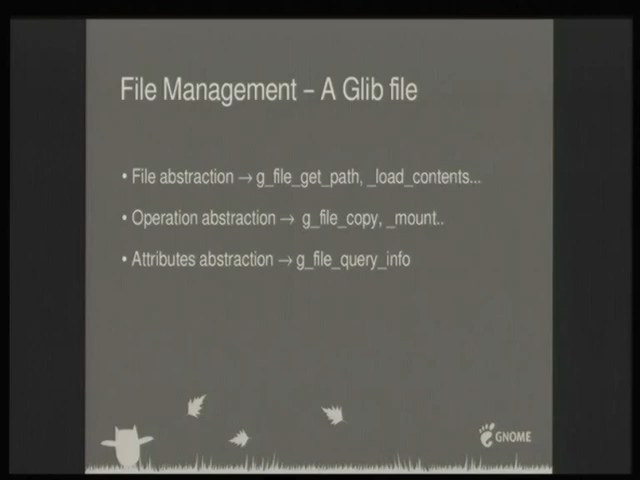 File Management – A Glib file
• File abstraction → g_file_get_path, _load_contents...
• Operation abstraction → g_file_copy, _mount..
• Attributes abstraction → g_file_query_info
GNOME